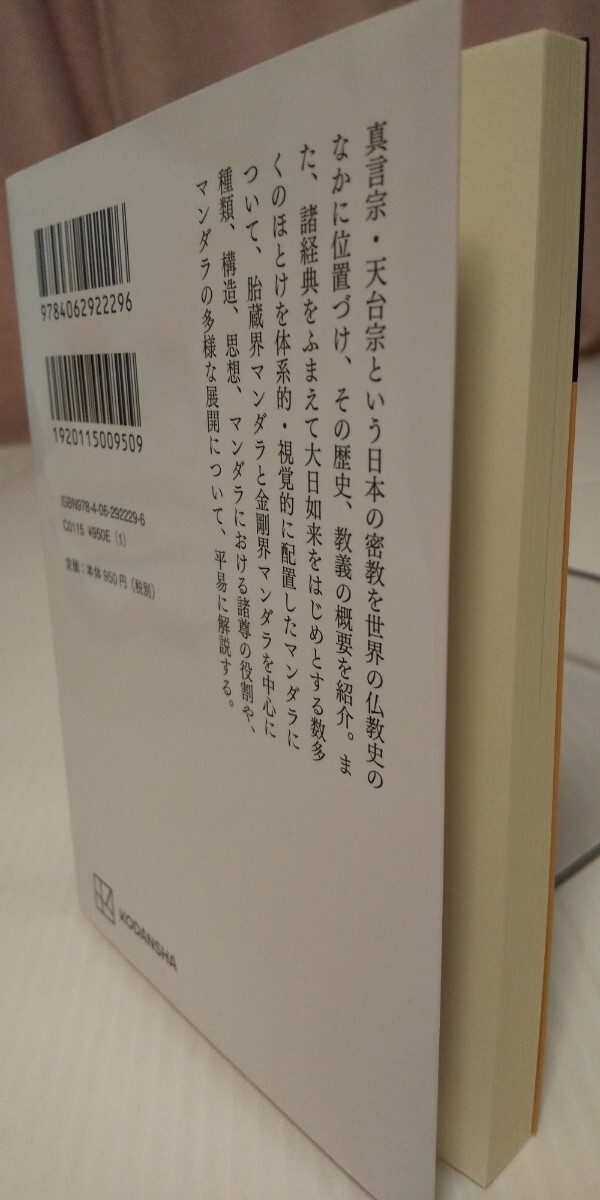 真言宗・天台宗という日本の密教を世界の仏教史の
なかに位置づけ、その歴史、教義の概要を紹介。ま
た、諸経典をふまえて大日如来をはじめとする数多
くのほとけを体系的・視覚的に配置したマンダラに
ついて、胎蔵界マンダラと金剛界マンダラを中心に
種類、構造、思想、マンダラにおける諸尊の役割や、
マンダラの多様な展開について、平易に解説する。
9784062922296
1920115009509
ISBN978-4-06-292229-6
C0115 ¥950E (1)
定価：本体950円（税別）
KODANSHA